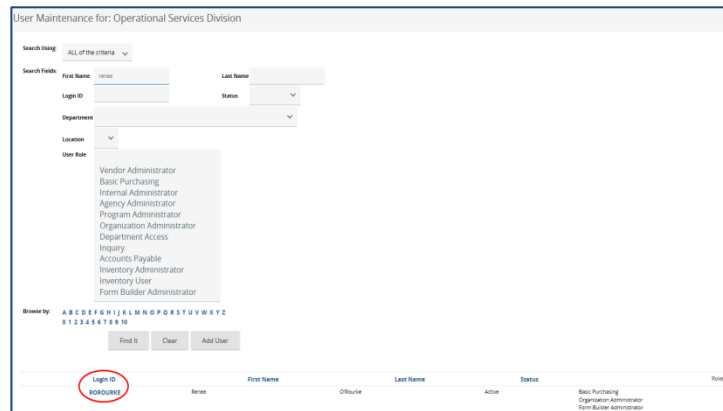 User Maintenance for: Operational Services Division
Search Using: ALL of the criteria
Search Fields: First Name renee Last Name
Login ID Status
Department
Location
User Role
Vendor Administrator
Basic Purchasing
Internal Administrator
Agency Administrator
Program Administrator
Organization Administrator
Department Access
Inquiry
Accounts Payable
Inventory Administrator
Inventory User
Form Builder Administrator
Browse by: A B C D E F G H I J K L M N O P Q R S T U V W X Y Z
0 1 2 3 4 5 6 7 8 9 10
Find It Clear Add User
Login ID First Name Last Name Status Roles
ROROURKE Renee O'Rourke Active Basic Purchasing
Organization Administrator
Form Builder Administrator